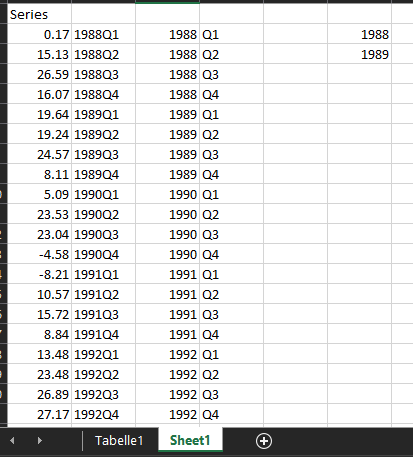 Series
0.17 1988Q1 1988 Q1 1988
15.13 1988Q2 1988 Q2 1989
26.59 1988Q3 1988 Q3
16.07 1988Q4 1988 Q4
19.64 1989Q1 1989 Q1
19.24 1989Q2 1989 Q2
24.57 1989Q3 1989 Q3
8.11 1989Q4 1989 Q4
5.09 1990Q1 1990 Q1
23.53 1990Q2 1990 Q2
23.04 1990Q3 1990 Q3
-4.58 1990Q4 1990 Q4
-8.21 1991Q1 1991 Q1
10.57 1991Q2 1991 Q2
15.72 1991Q3 1991 Q3
8.84 1991Q4 1991 Q4
13.48 1992Q1 1992 Q1
23.48 1992Q2 1992 Q2
26.89 1992Q3 1992 Q3
27.17 1992Q4 1992 Q4
Tabelle1 Sheet1